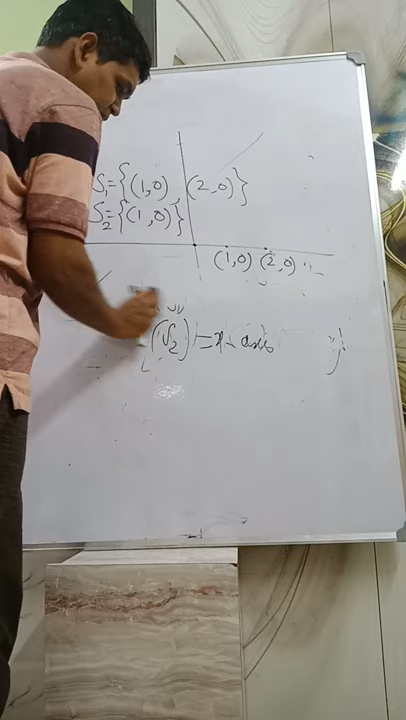 S₁={(1,0) (2,0)}
S₂={(1,0)}
(1,0) (2,0)
(S₂) = x-axis
y